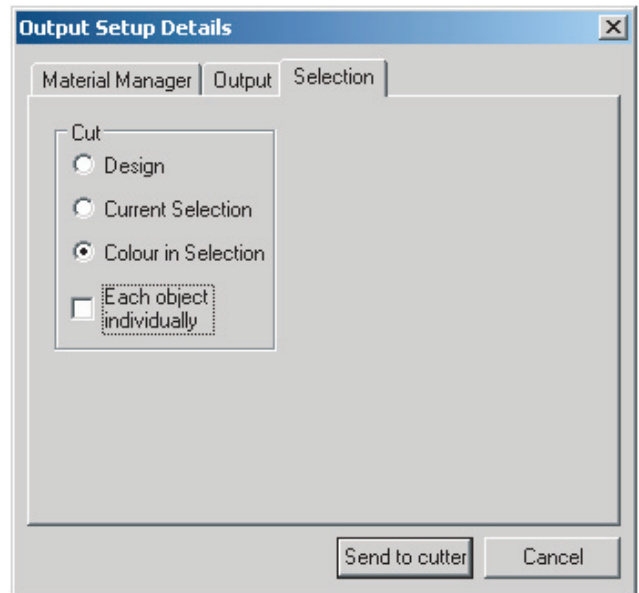 Output Setup Details
Material Manager Output Selection
Cut
Design
Current Selection
Colour in Selection
Each object
individually
Send to cutter Cancel